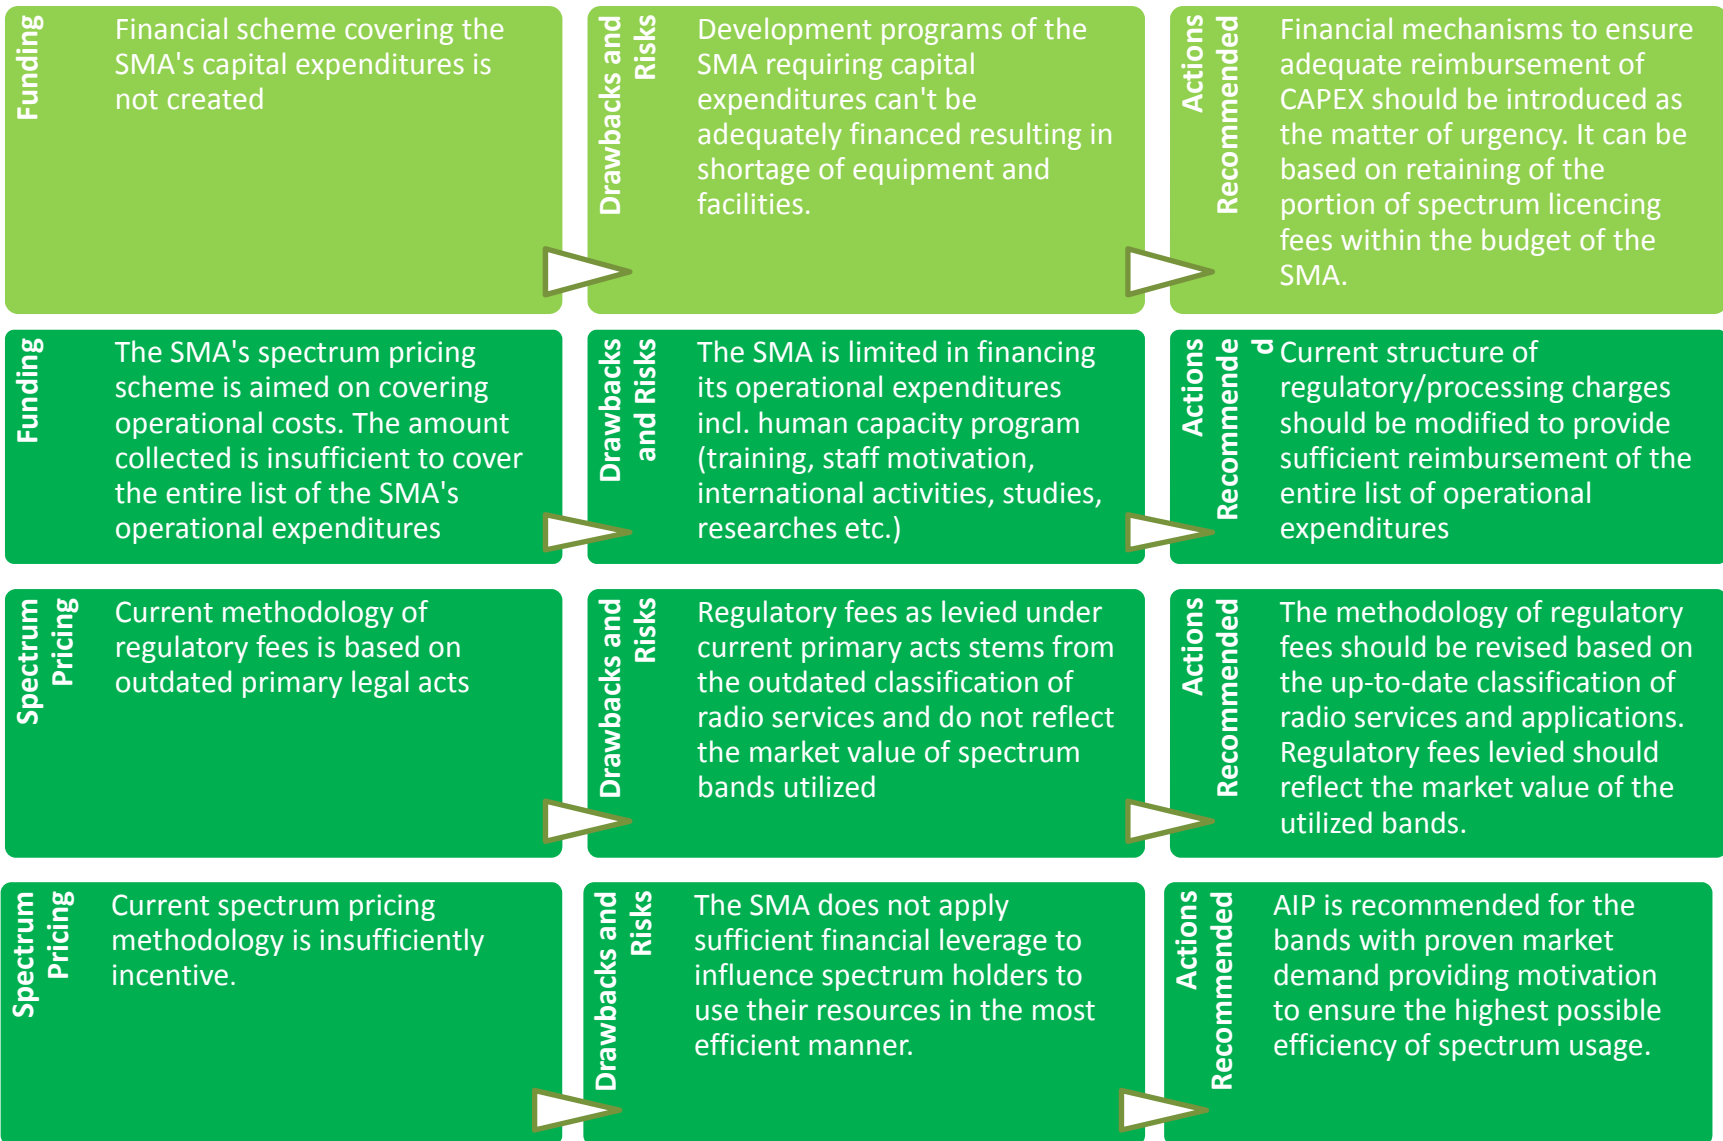 Funding
Financial scheme covering the
SMA's capital expenditures is
not created
Drawbacks and
Risks
Development programs of the
SMA requiring capital
expenditures can't be
adequately financed resulting in
shortage of equipment and
facilities.
Actions
Recommended
Financial mechanisms to ensure
adequate reimbursement of
CAPEX should be introduced as
the matter of urgency. It can be
based on retaining of the
portion of spectrum licencing
fees within the budget of the
SMA.
Funding
The SMA's spectrum pricing
scheme is aimed on covering
operational costs. The amount
collected is insufficient to cover
the entire list of the SMA's
operational expenditures
Drawbacks
and Risks
The SMA is limited in financing
its operational expenditures
incl. human capacity program
(training, staff motivation,
international activities, studies,
researches etc.)
Actions
Recommende
d
Current structure of
regulatory/processing charges
should be modified to provide
sufficient reimbursement of the
entire list of operational
expenditures
Spectrum
Pricing
Current methodology of
regulatory fees is based on
outdated primary legal acts
Drawbacks and
Risks
Regulatory fees as levied under
current primary acts stems from
the outdated classification of
radio services and do not reflect
the market value of spectrum
bands utilized
Actions
Recommended
The methodology of regulatory
fees should be revised based on
the up-to-date classification of
radio services and applications.
Regulatory fees levied should
reflect the market value of the
utilized bands.
Spectrum
Pricing
Current spectrum pricing
methodology is insufficiently
incentive.
Drawbacks and
Risks
The SMA does not apply
sufficient financial leverage to
influence spectrum holders to
use their resources in the most
efficient manner.
Actions
Recommended
AIP is recommended for the
bands with proven market
demand providing motivation
to ensure the highest possible
efficiency of spectrum usage.